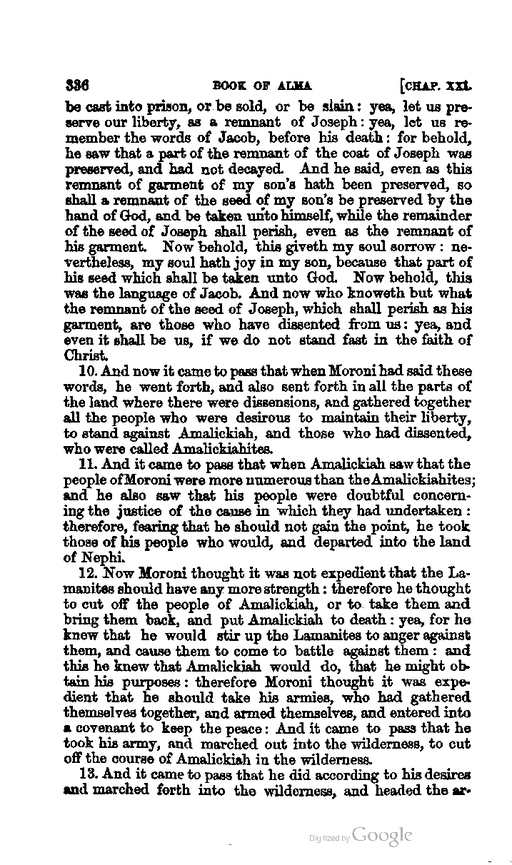 336 BOOK OF ALMA [CHAP. XXI.
be cast into prison, or be sold, or be slain: yea, let us pre-
serve our liberty, as a remnant of Joseph: yea, let us re-
member the words of Jacob, before his death: for behold,
he saw that a part of the remnant of the coat of Joseph was
preserved, and had not decayed. And he said, even as this
remnant of garment of my son's hath been preserved, so
shall a remnant of the seed of my son's be preserved by the
hand of God, and be taken unto himself, while the remainder
of the seed of Joseph shall perish, even as the remnant of
his garment. Now behold, this giveth my soul sorrow: ne-
vertheless, my soul hath joy in my son, because that part of
his seed which shall be taken unto God. Now behold, this
was the language of Jacob. And now who knoweth but what
the remnant of the seed of Joseph, which shall perish as his
garment, are those who have dissented from us: yea, and
even it shall be us, if we do not stand fast in the faith of
Christ.
10. And now it came to pass that when Moroni had said these
words, he went forth, and also sent forth in all the parts of
the land where there were dissensions, and gathered together
all the people who were desirous to maintain their liberty,
to stand against Amalickiah, and those who had dissented,
who were called Amalickiahites.
11. And it came to pass that when Amalickiah saw that the
people of Moroni were more numerous than the Amalickiahites;
and he also saw that his people were doubtful concern-
ing the justice of the cause in which they had undertaken:
therefore, fearing that he should not gain the point, he took
those of his people who would, and departed into the land
of Nephi.
12. Now Moroni thought it was not expedient that the La-
manites should have any more strength: therefore he thought
to cut off the people of Amalickiah, or to take them and
bring them back, and put Amalickiah to death: yea, for he
knew that he would stir up the Lamanites to anger against
them, and cause them to come to battle against them: and
this he knew that Amalickiah would do, that he might ob-
tain his purposes: therefore Moroni thought it was expe-
dient that he should take his armies, who had gathered
themselves together, and armed themselves, and entered into
a covenant to keep the peace: And it came to pass that he
took his army, and marched out into the wilderness, to cut
off the course of Amalickiah in the wilderness.
13. And it came to pass that he did according to his desires
and marched forth into the wilderness, and headed the ar-
Digitized by Google